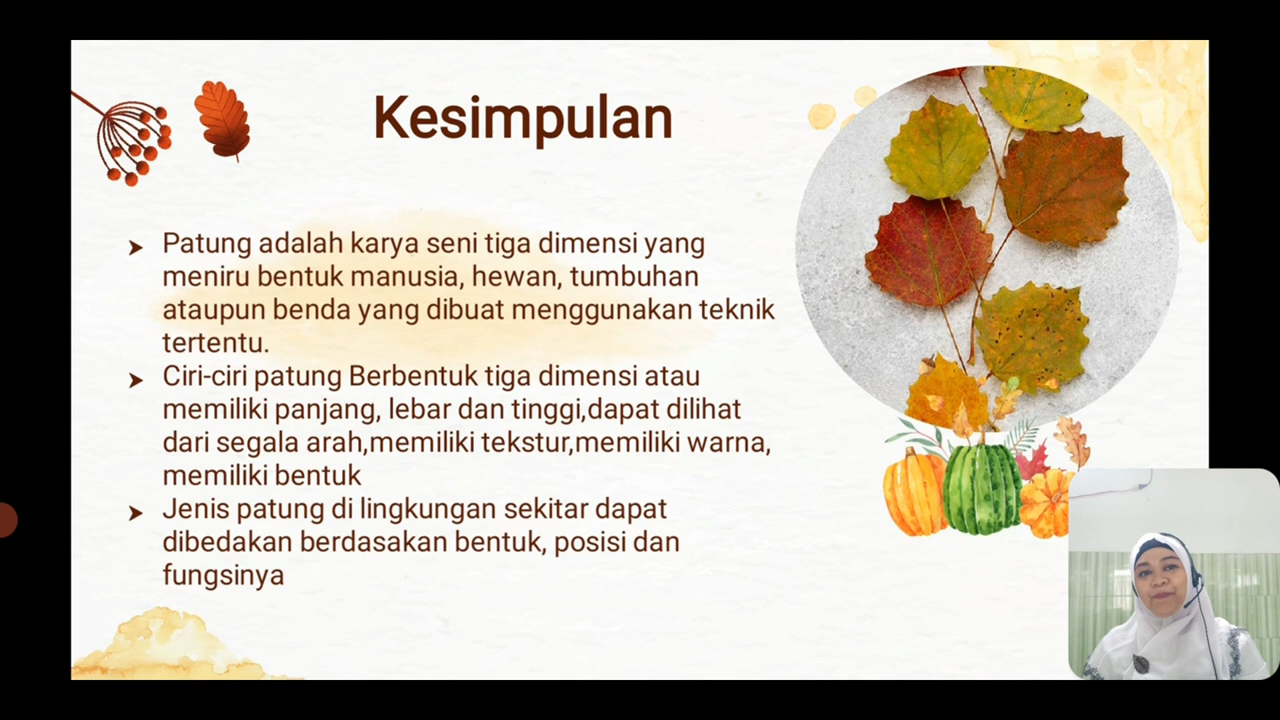 Kesimpulan
➤ Patung adalah karya seni tiga dimensi yang
meniru bentuk manusia, hewan, tumbuhan
ataupun benda yang dibuat menggunakan teknik
tertentu.
➤ Ciri-ciri patung Berbentuk tiga dimensi atau
memiliki panjang, lebar dan tinggi,dapat dilihat
dari segala arah,memiliki tekstur,memiliki warna,
memiliki bentuk
➤ Jenis patung di lingkungan sekitar dapat
dibedakan berdasakan bentuk, posisi dan
fungsinya